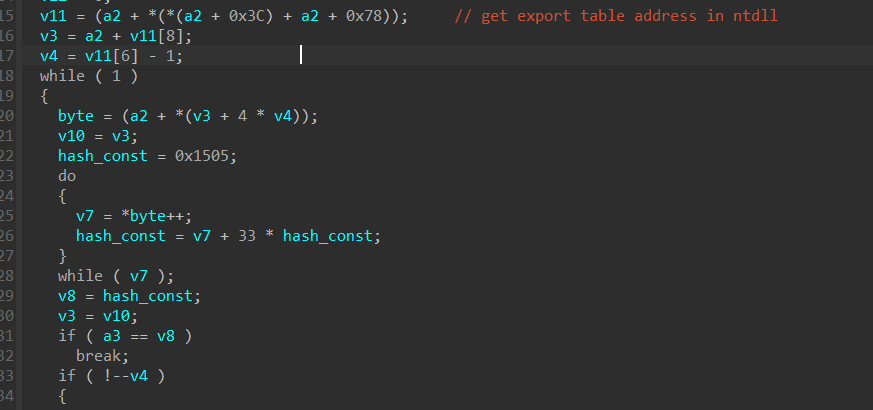 15 v11 = (a2 + *(*(a2 + 0x3C) + a2 + 0x78)); // get export table address in ntdll
16 v3 = a2 + v11[8];
17 v4 = v11[6] - 1;
18 while ( 1 )
19 {
20 byte = (a2 + *(v3 + 4 * v4));
21 v10 = v3;
22 hash_const = 0x1505;
23 do
24 {
25 v7 = *byte++;
26 hash_const = v7 + 33 * hash_const;
27 }
28 while ( v7 );
29 v8 = hash_const;
30 v3 = v10;
31 if ( a3 == v8 )
32 break;
33 if ( !--v4 )
34 {